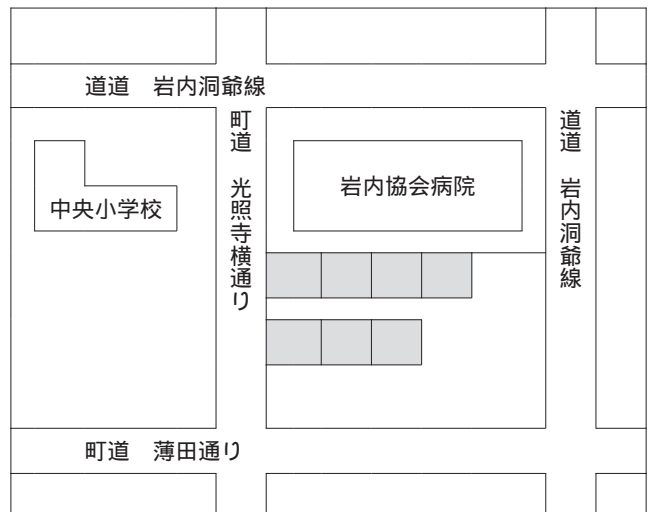 道道　岩内洞爺線
町道　光照寺横通り
道道　岩内洞爺線
岩内協会病院
中央小学校
町道　薄田通り